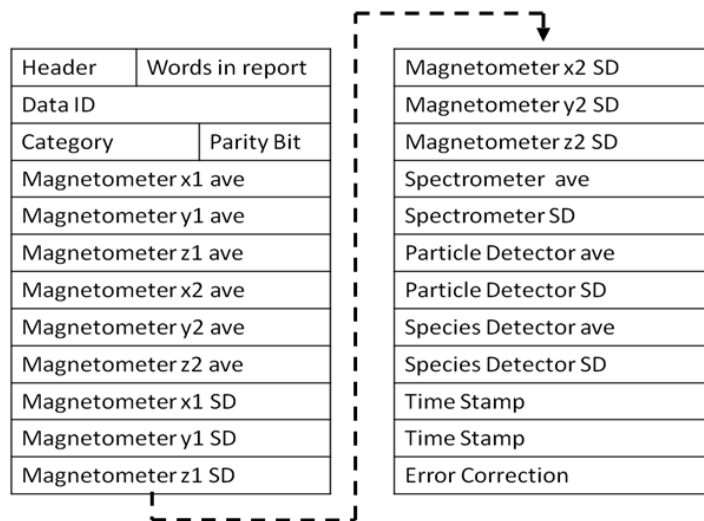 Header Words in report
Data ID
Category Parity Bit
Magnetometer x1 ave
Magnetometer y1 ave
Magnetometer z1 ave
Magnetometer x2 ave
Magnetometer y2 ave
Magnetometer z2 ave
Magnetometer x1 SD
Magnetometer y1 SD
Magnetometer z1 SD
Magnetometer x2 SD
Magnetometer y2 SD
Magnetometer z2 SD
Spectrometer ave
Spectrometer SD
Particle Detector ave
Particle Detector SD
Species Detector ave
Species Detector SD
Time Stamp
Time Stamp
Error Correction